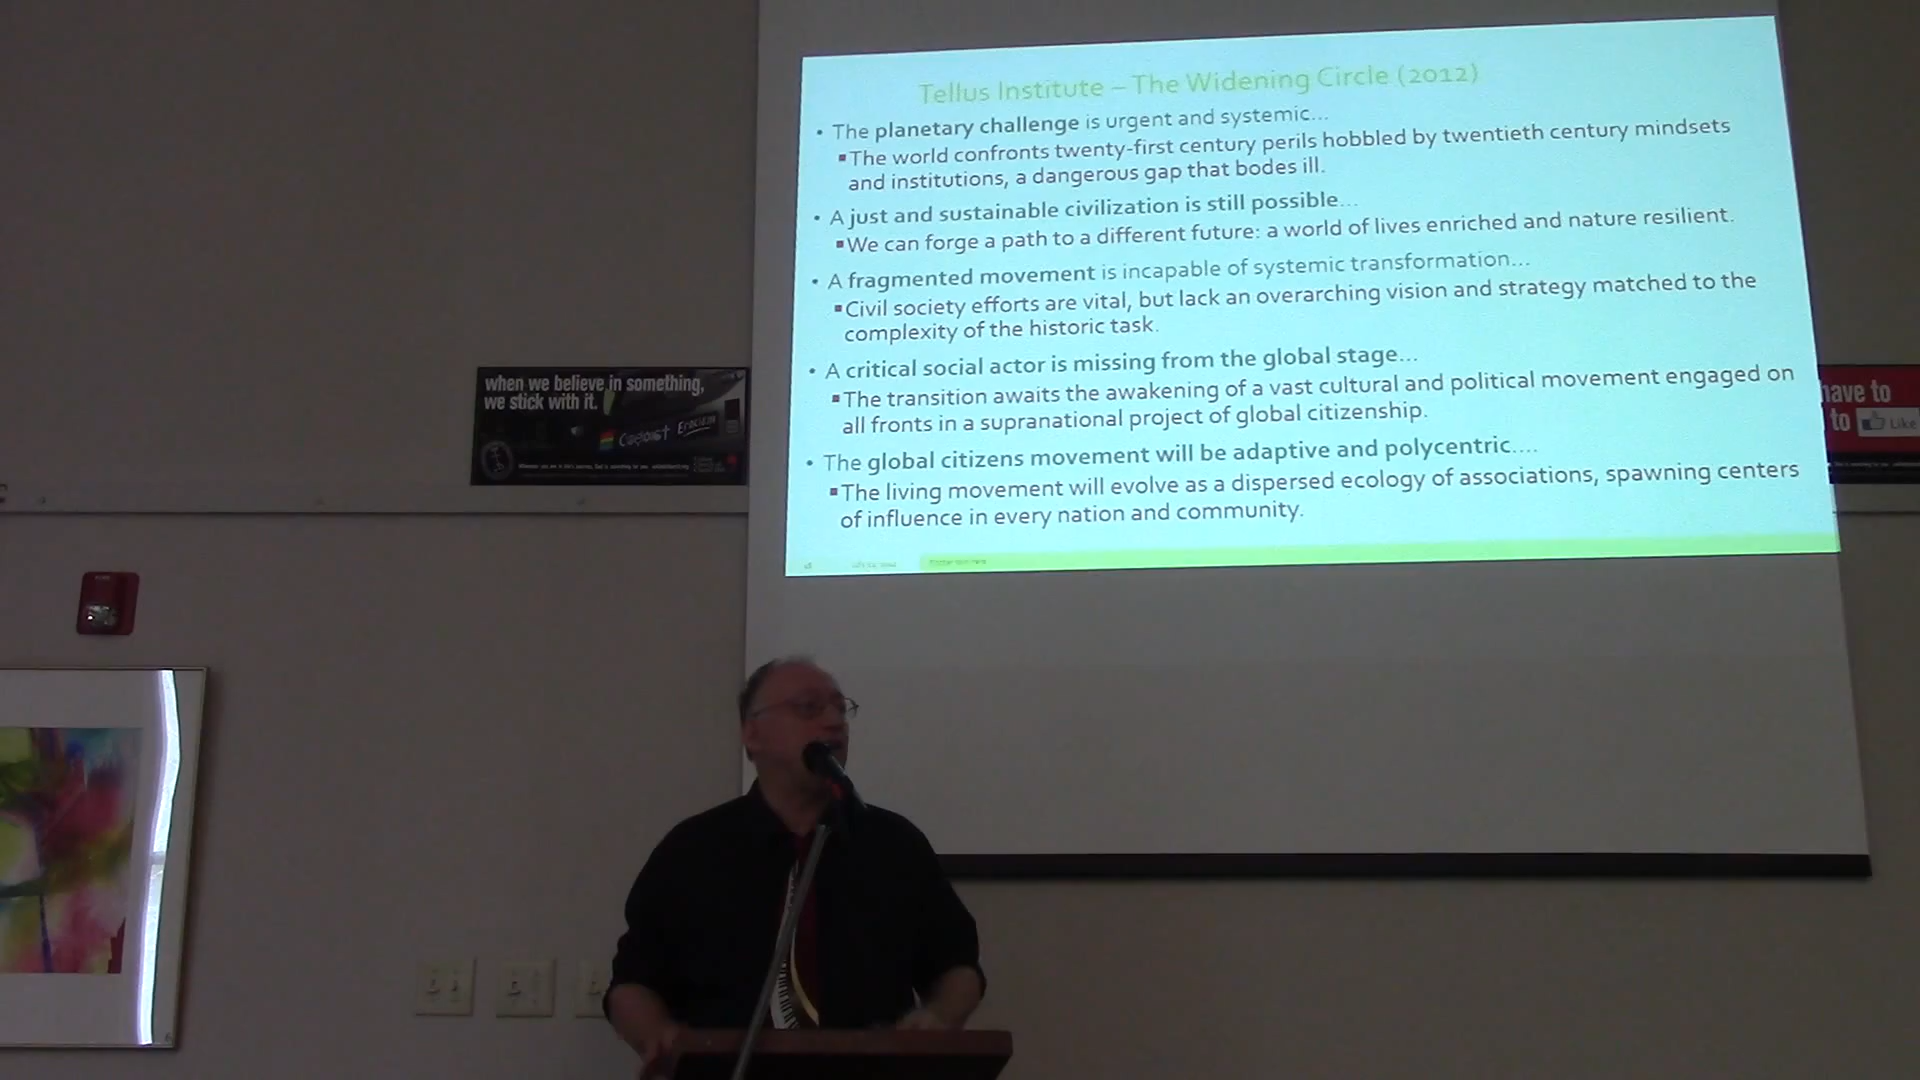 Tellus Institute – The Widening Circle (2012)
• The planetary challenge is urgent and systemic...
▪The world confronts twenty-first century perils hobbled by twentieth century mindsets
and institutions, a dangerous gap that bodes ill.
• A just and sustainable civilization is still possible...
▪We can forge a path to a different future: a world of lives enriched and nature resilient.
• A fragmented movement is incapable of systemic transformation...
▪Civil society efforts are vital, but lack an overarching vision and strategy matched to the
complexity of the historic task.
• A critical social actor is missing from the global stage...
▪The transition awaits the awakening of a vast cultural and political movement engaged on
all fronts in a supranational project of global citizenship.
• The global citizens movement will be adaptive and polycentric....
▪The living movement will evolve as a dispersed ecology of associations, spawning centers
of influence in every nation and community.
when we believe in something,
we stick with it.
have to
to Like